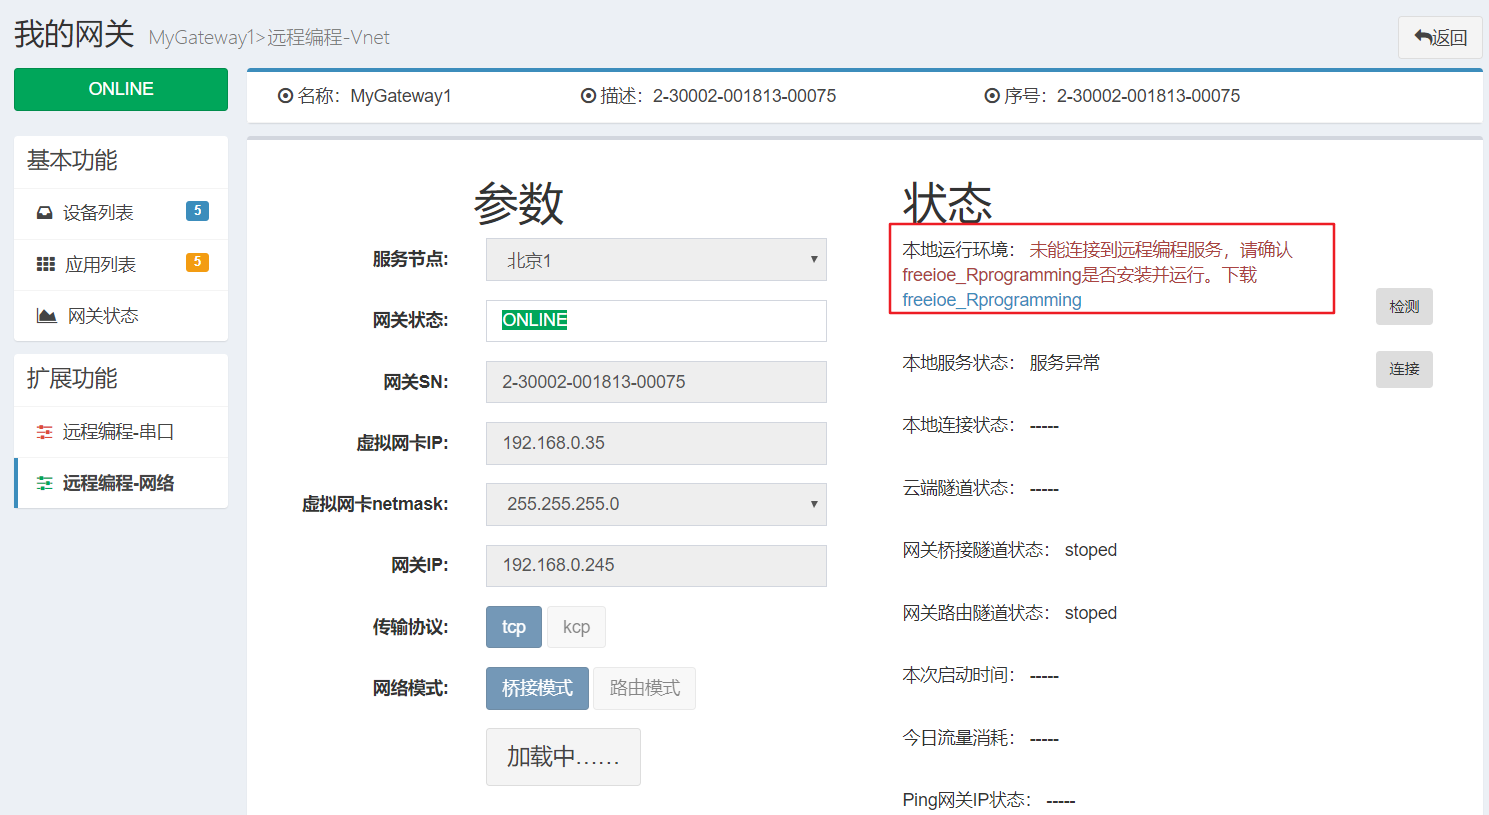 我的网关 MyGateway1>远程编程-Vnet
返回
ONLINE
名称：MyGateway1
描述：2-30002-001813-00075
序号：2-30002-001813-00075
基本功能
设备列表 5
应用列表 5
网关状态
扩展功能
远程编程-串口
远程编程-网络
参数
服务节点: 北京1
网关状态: ONLINE
网关SN: 2-30002-001813-00075
虚拟网卡IP: 192.168.0.35
虚拟网卡netmask: 255.255.255.0
网关IP: 192.168.0.245
传输协议: tcp kcp
网络模式: 桥接模式 路由模式
加载中……
状态
本地运行环境： 未能连接到远程编程服务，请确认
freeioe_Rprogramming是否安装并运行。下载
freeioe_Rprogramming
检测
本地服务状态： 服务异常
连接
本地连接状态： -----
云端隧道状态： -----
网关桥接隧道状态： stoped
网关路由隧道状态： stoped
本次启动时间： -----
今日流量消耗： -----
Ping网关IP状态： -----